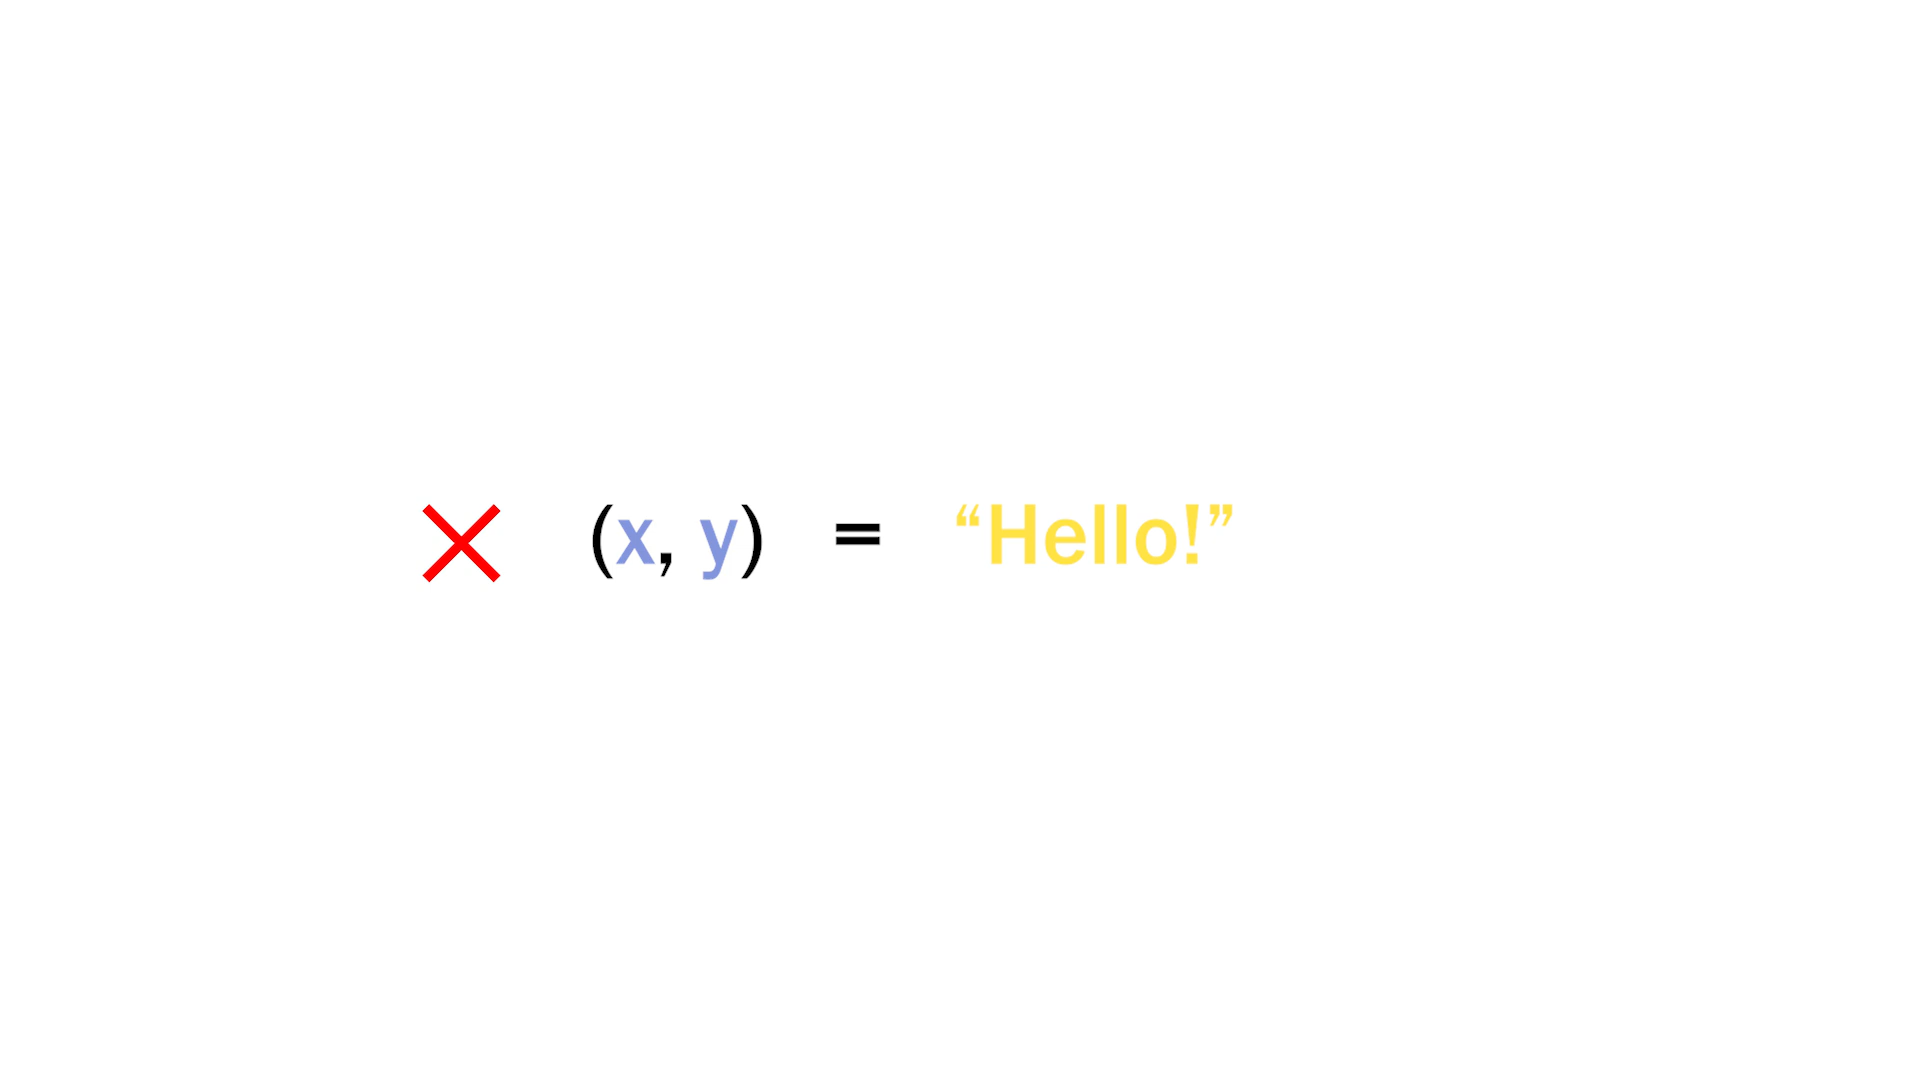 (x, y) = “Hello!”